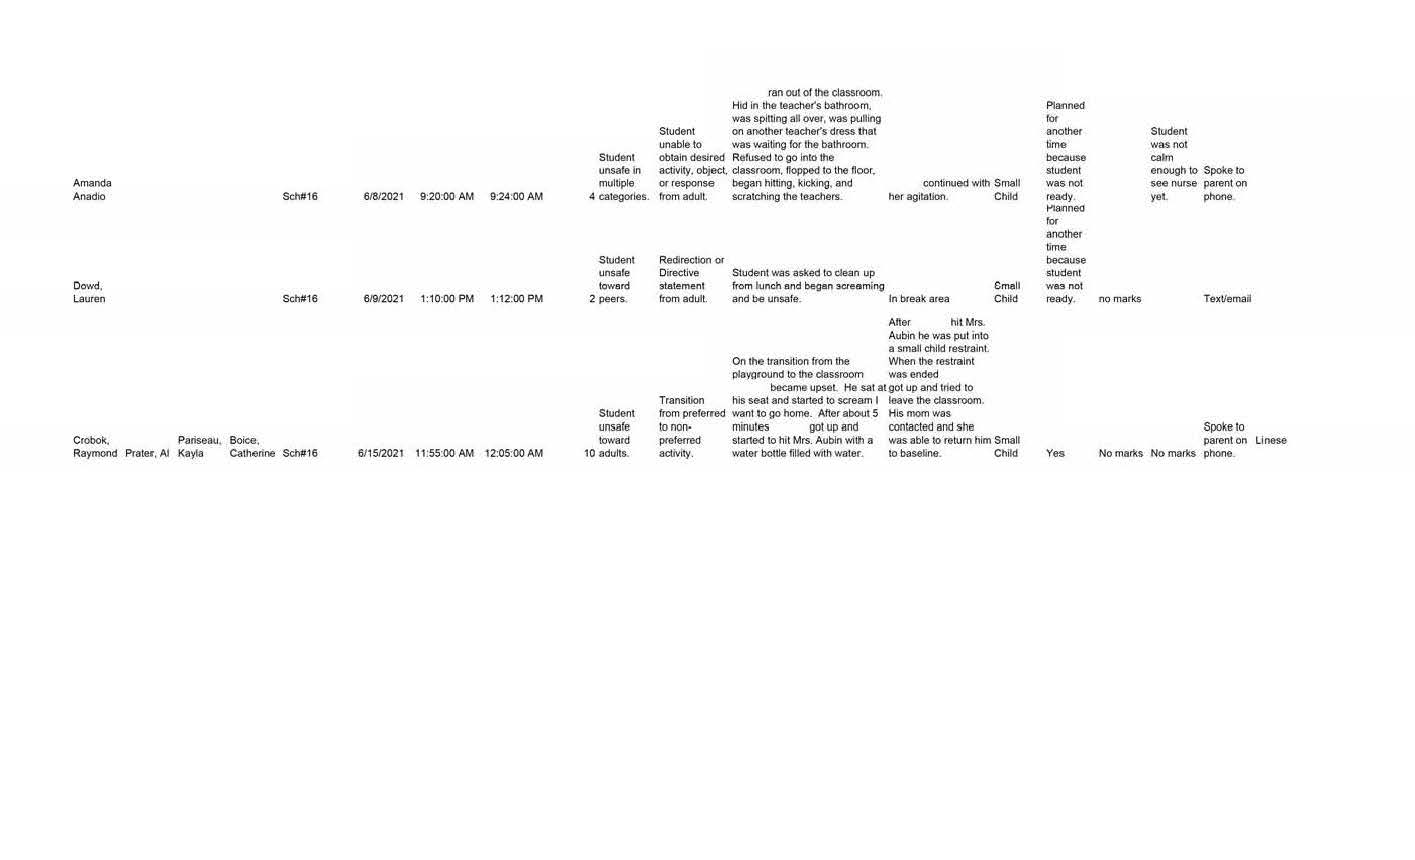 Amanda
Anadio
Sch#16
6/8/2021
9:20:00 AM
9:24:00 AM
4
Student
unsafe in
multiple
categories.
Student
unable to
obtain desired
activity, object,
or response
from adult.
ran out of the classroom.
Hid in the teacher's bathroom,
was spitting all over, was pulling
on another teacher's dress that
was waiting for the bathroom.
Refused to go into the
classroom, flopped to the floor,
began hitting, kicking, and
scratching the teachers.
continued with
her agitation.
Small
Child
Planned
for
another
time
because
student
was not
ready.
Student
was not
calm
enough to
see nurse
yet.
Spoke to
parent on
phone.
Dowd,
Lauren
Sch#16
6/9/2021
1:10:00 PM
1:12:00 PM
2
Student
unsafe
toward
peers.
Redirection or
Directive
statement
from adult.
Student was asked to clean up
from lunch and began screaming
and be unsafe.
In break area
Small
Child
Planned
for
another
time
because
student
was not
ready.
no marks
Text/email
Crobok,
Raymond
Prater, Al
Pariseau,
Kayla
Boice,
Catherine
Sch#16
6/15/2021
11:55:00 AM
12:05:00 AM
10
Student
unsafe
toward
adults.
Transition
from preferred
to non-
preferred
activity.
On the transition from the
playground to the classroom
became upset. He sat at
his seat and started to scream I
want to go home. After about 5
minutes got up and
started to hit Mrs. Aubin with a
water bottle filled with water.
After hit Mrs.
Aubin he was put into
a small child restraint.
When the restraint
was ended
got up and tried to
leave the classroom.
His mom was
contacted and she
was able to return him
to baseline.
Small
Child
Yes
No marks
No marks
Spoke to
parent on
phone.
Linese